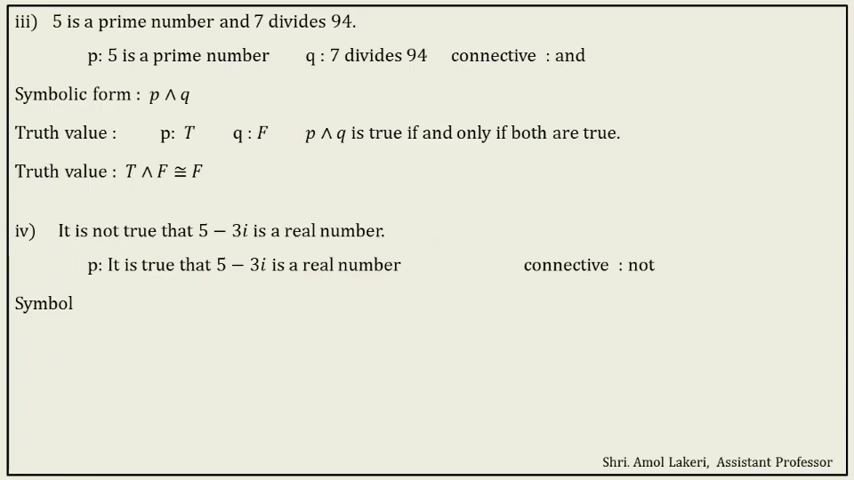 iii) 5 is a prime number and 7 divides 94.
p: 5 is a prime number q : 7 divides 94 connective : and
Symbolic form : p ∧ q
Truth value : p: T q : F p ∧ q is true if and only if both are true.
Truth value : T ∧ F ≅ F
iv) It is not true that 5 − 3i is a real number.
p: It is true that 5 − 3i is a real number connective : not
Symbol
Shri. Amol Lakeri, Assistant Professor